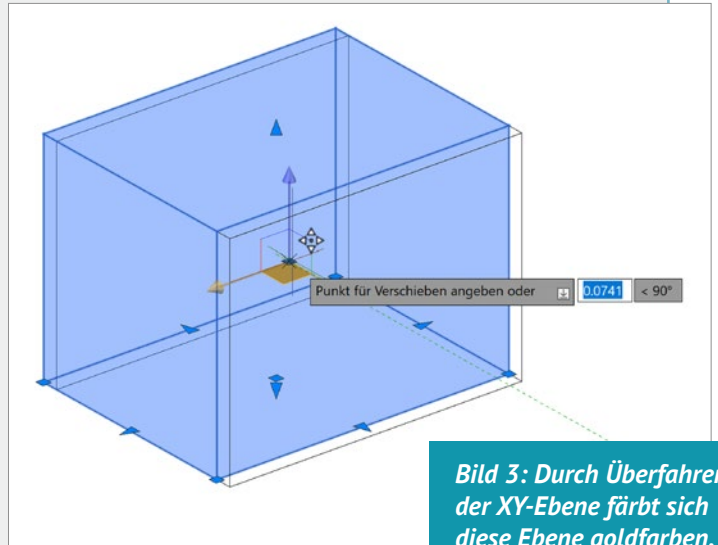 Punkt für Verschieben angeben oder 0.0741 < 90°
Bild 3: Durch Überfahren
der XY-Ebene färbt sich
diese Ebene goldfarben.